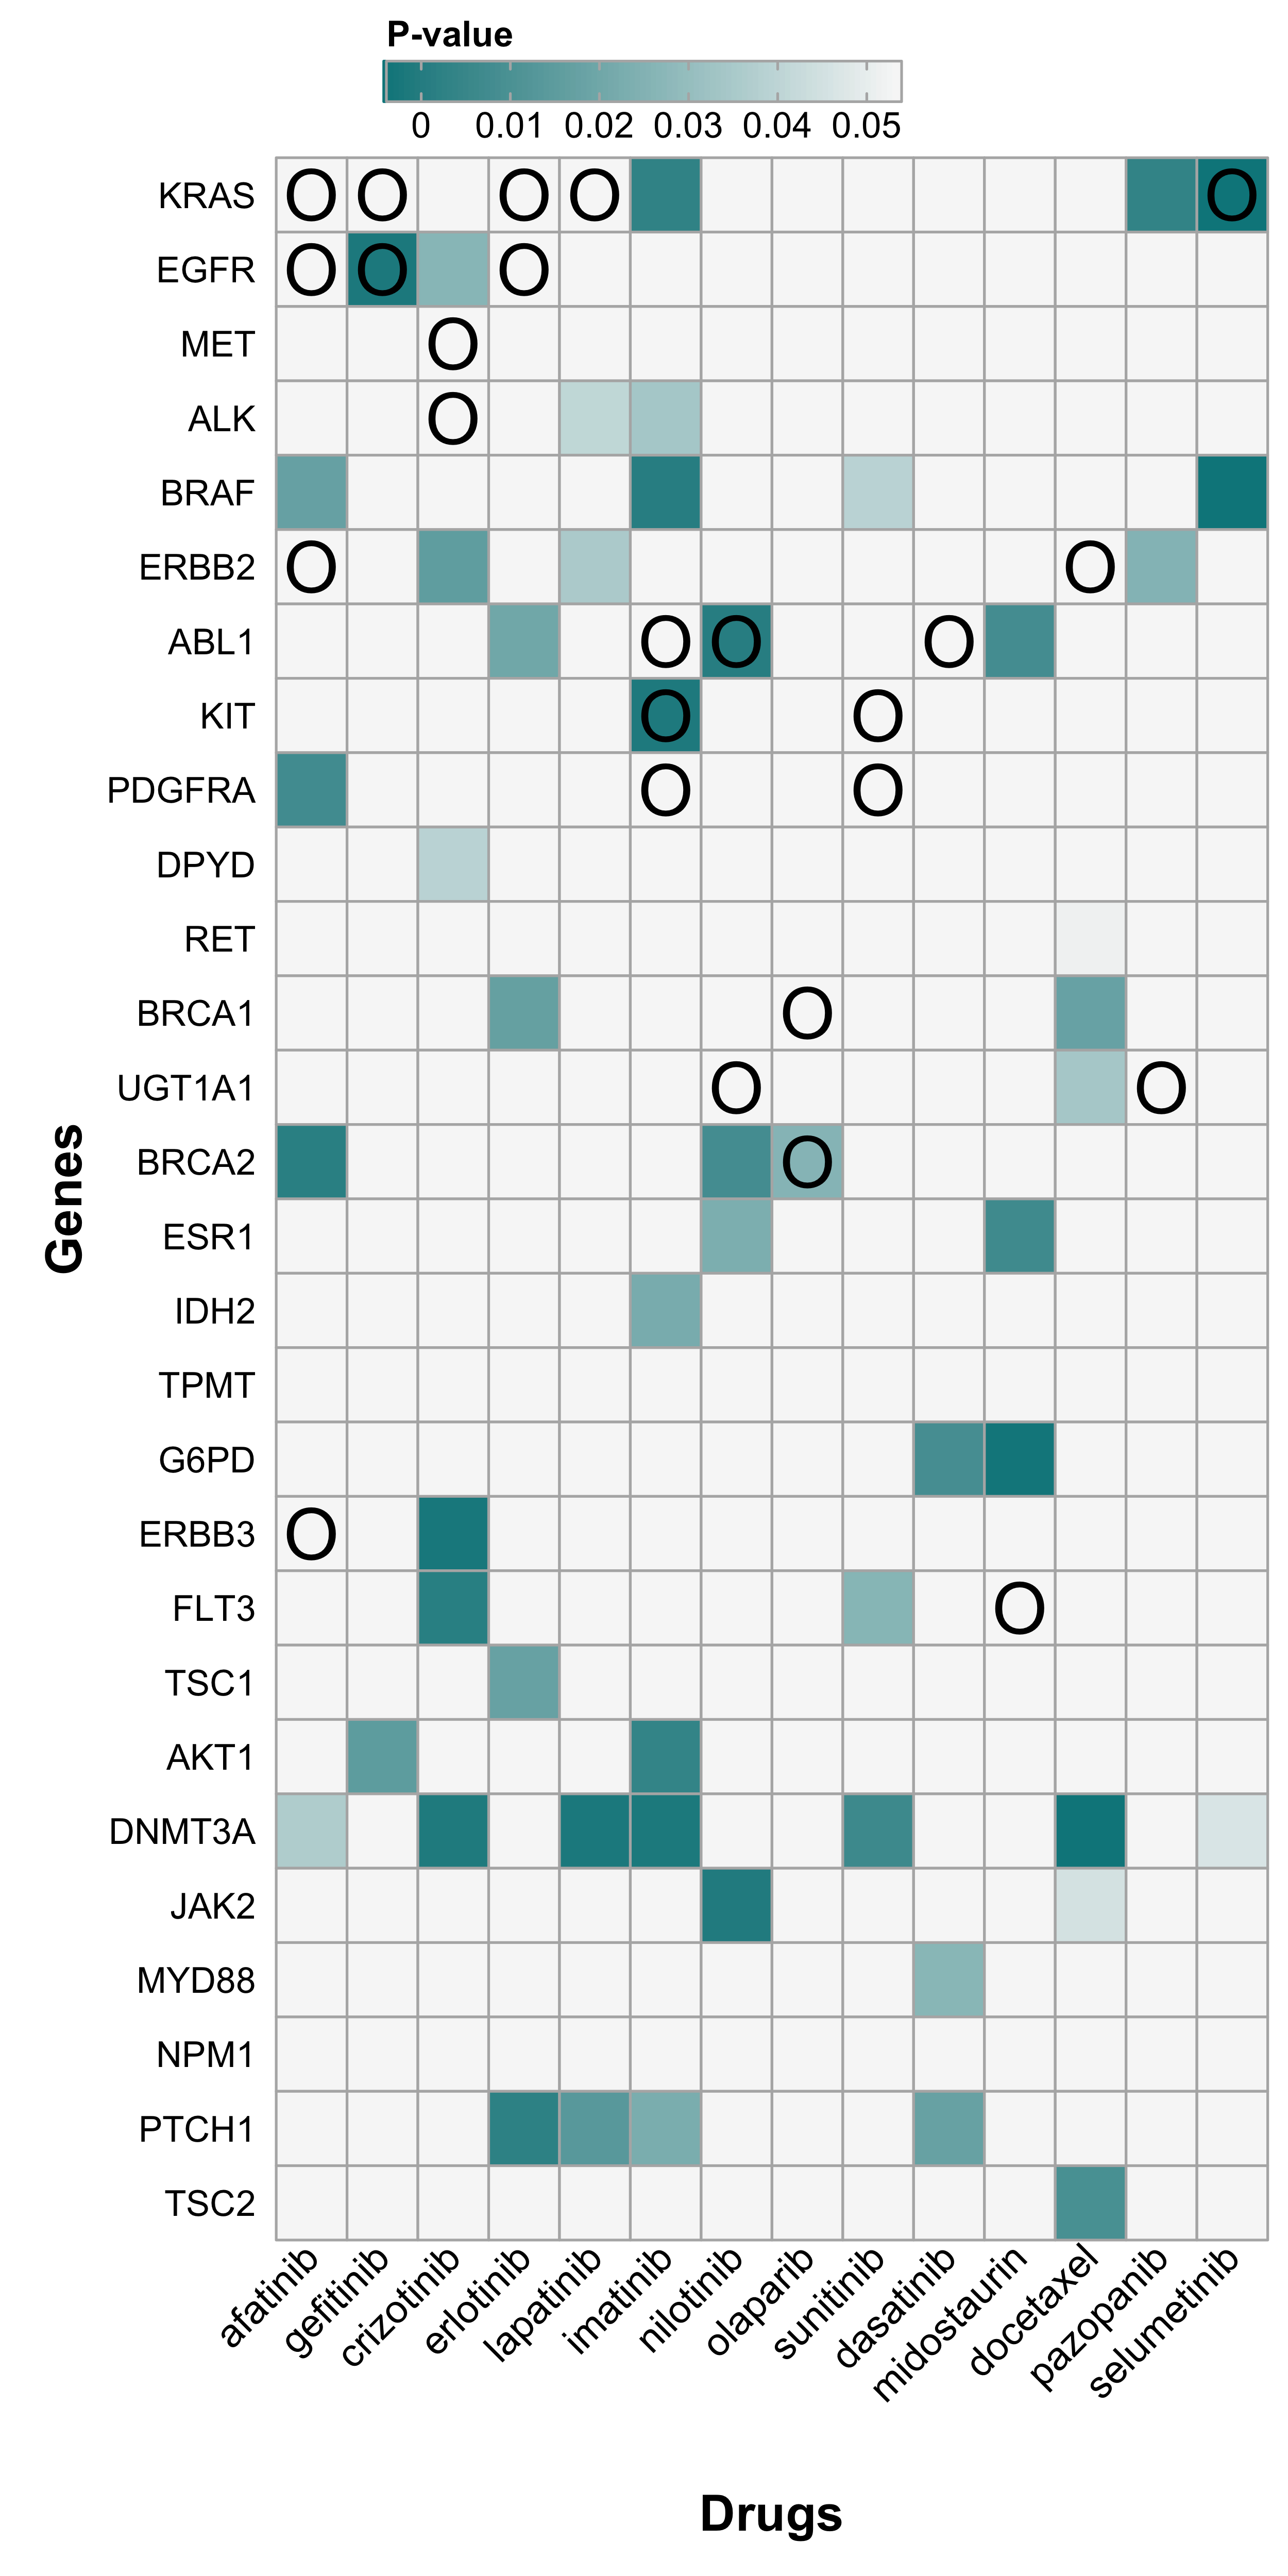 P-value
0 0.01 0.02 0.03 0.04 0.05
KRAS O O O O O
EGFR O O O
MET O
ALK O
BRAF
ERBB2 O O
ABL1 O O O
KIT O O
PDGFRA O O
DPYD
RET
BRCA1 O
UGT1A1 O O
BRCA2 O
ESR1
IDH2
TPMT
G6PD
ERBB3 O
FLT3 O
TSC1
AKT1
DNMT3A
JAK2
MYD88
NPM1
PTCH1
TSC2
Genes
afatinib gefitinib crizotinib erlotinib lapatinib imatinib nilotinib olaparib sunitinib dasatinib midostaurin docetaxel pazopanib selumetinib
Drugs